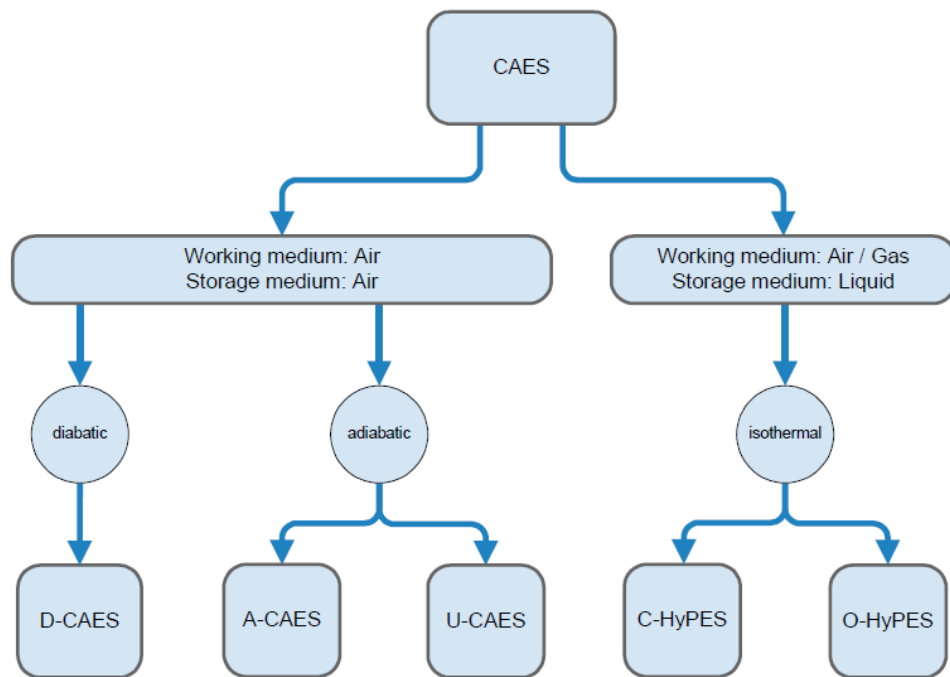 CAES
Working medium: Air
Storage medium: Air
Working medium: Air / Gas
Storage medium: Liquid
diabatic
adiabatic
isothermal
D-CAES
A-CAES
U-CAES
C-HyPES
O-HyPES